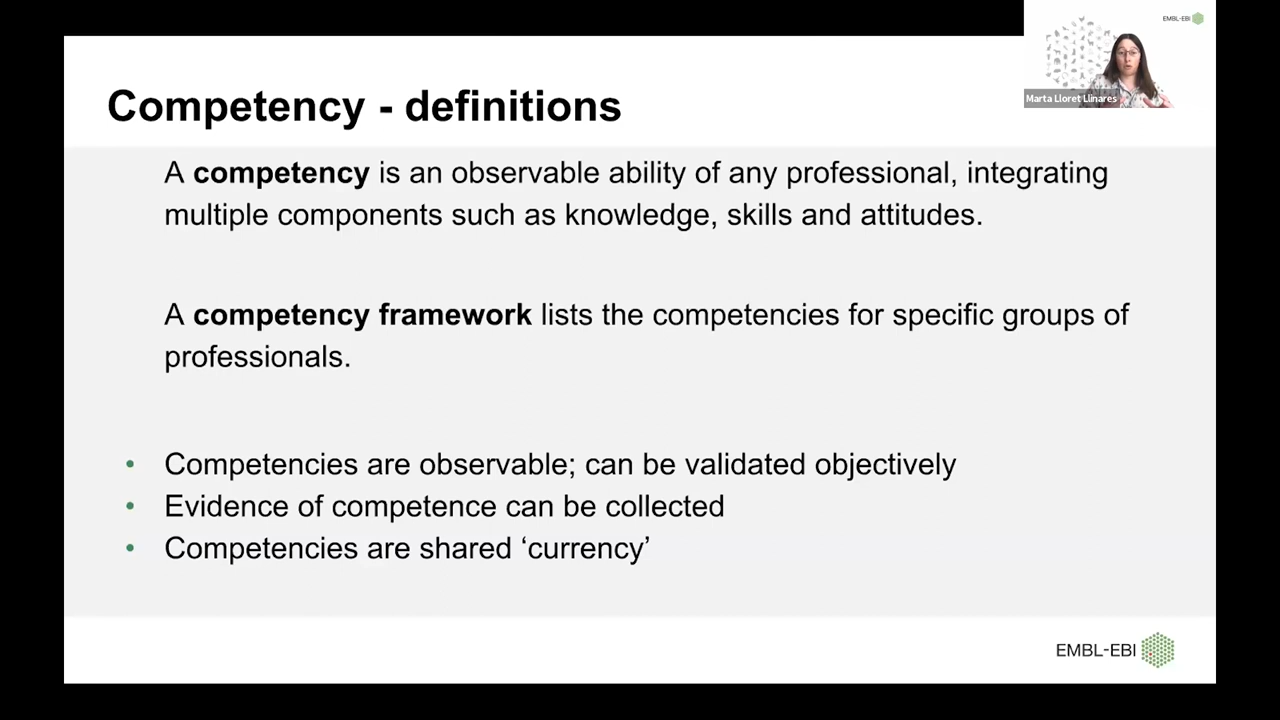 EMBL-EBI
Marta Lloret Llinares
Competency - definitions
A competency is an observable ability of any professional, integrating
multiple components such as knowledge, skills and attitudes.
A competency framework lists the competencies for specific groups of
professionals.
• Competencies are observable; can be validated objectively
• Evidence of competence can be collected
• Competencies are shared ‘currency’
EMBL-EBI